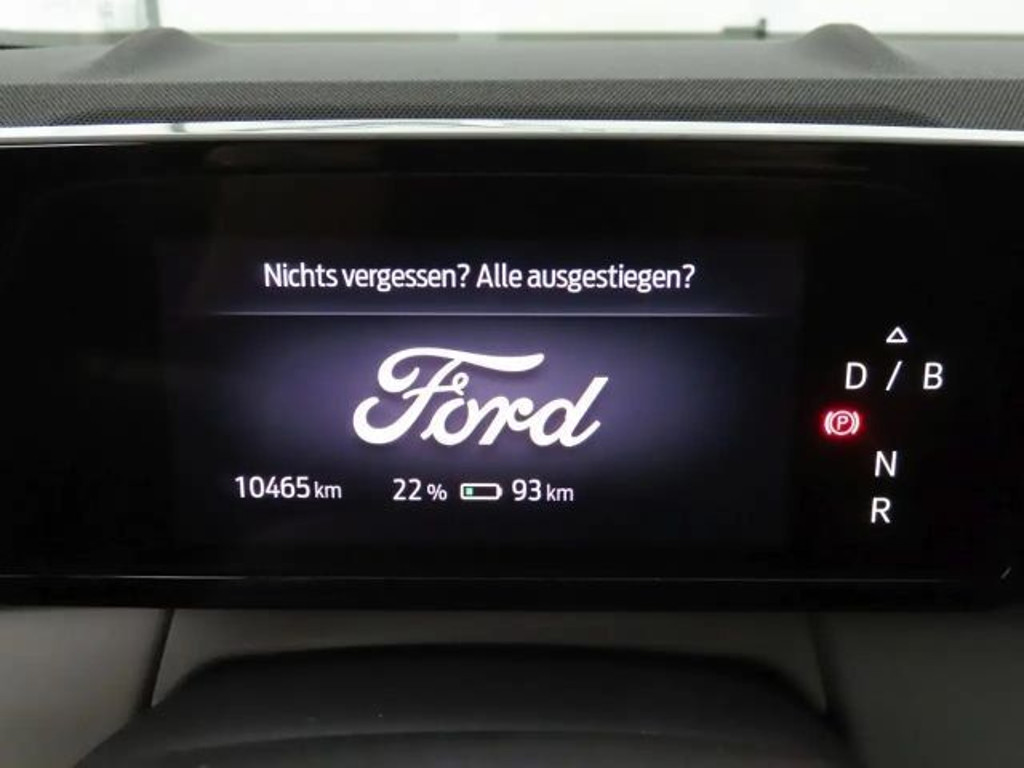 Nichts vergessen? Alle ausgestiegen?
Ford
10465 km 22 % 93 km
D / B
P
N
R